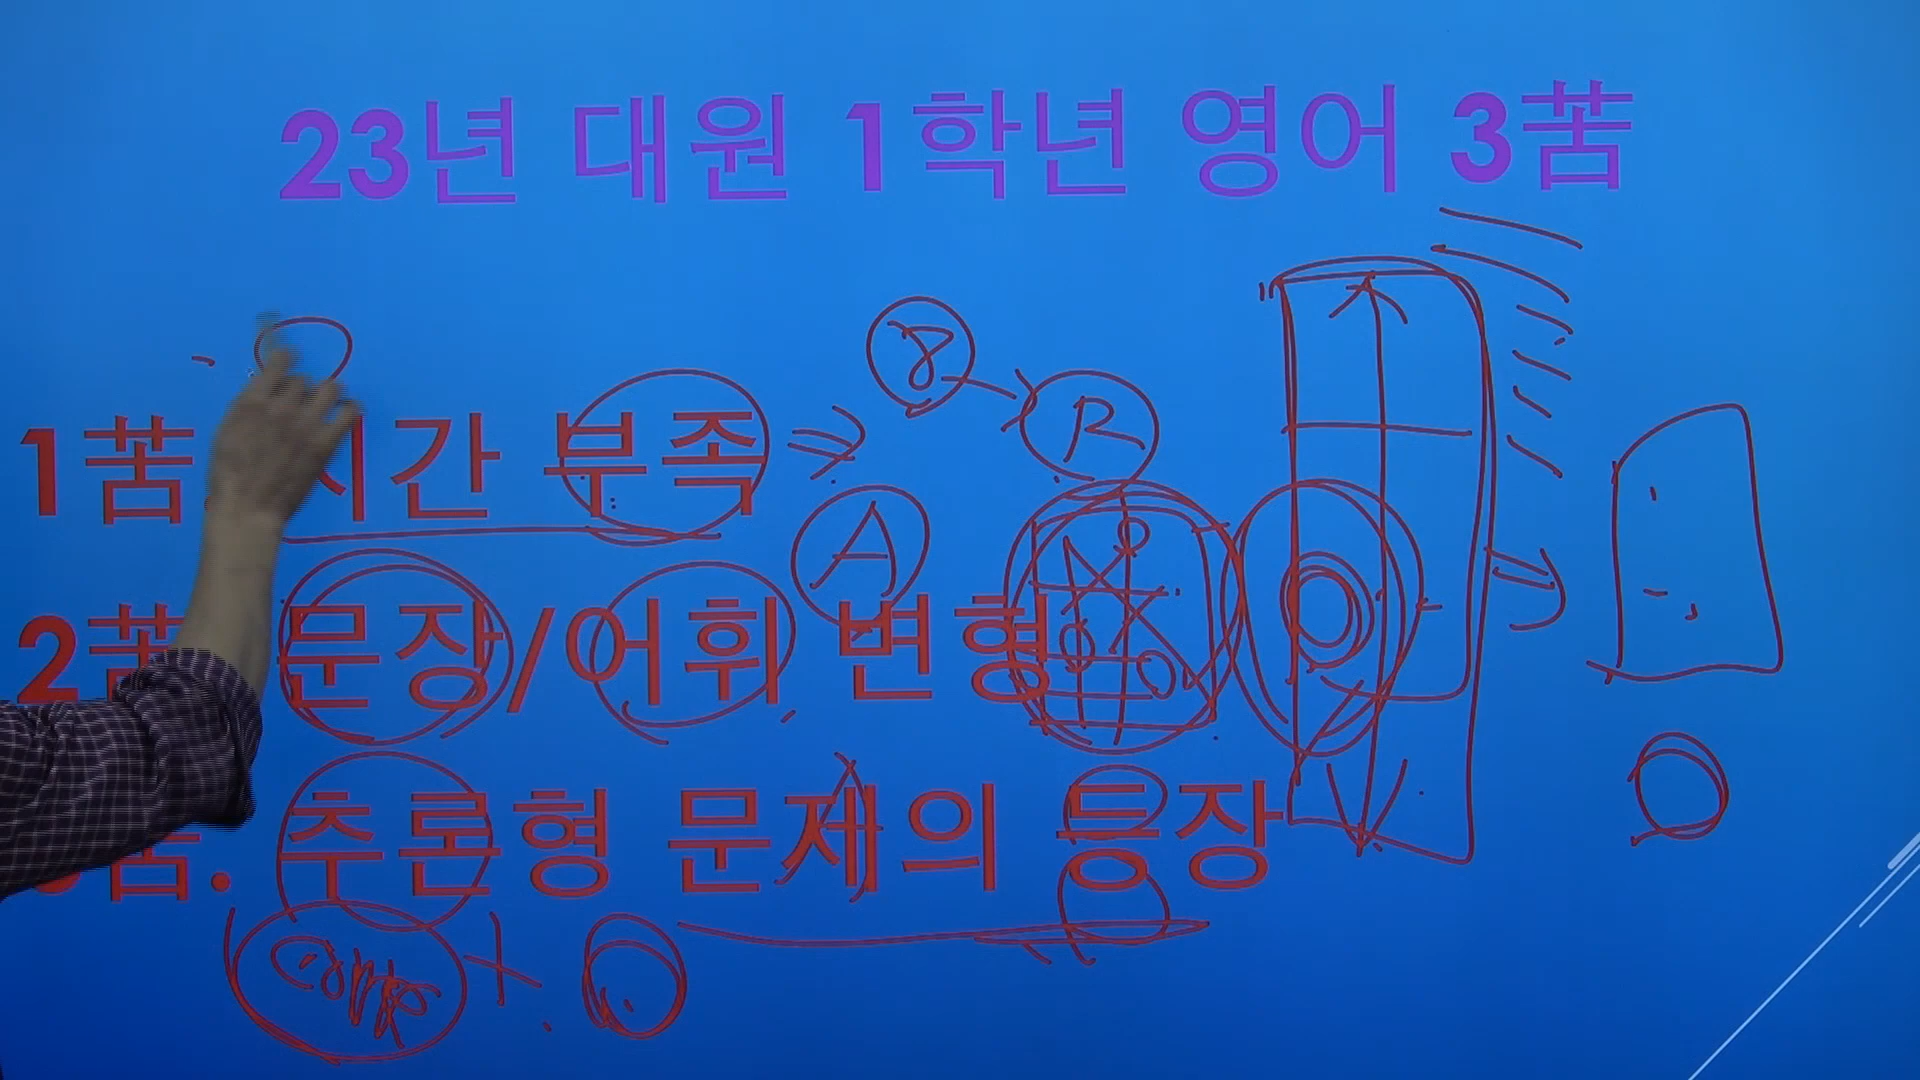 23년 대원 1학년 영어 3苦
8
R
1苦 시간 부족
A
2苦 문장/어휘 변형
苦. 추론형 문제의 등장